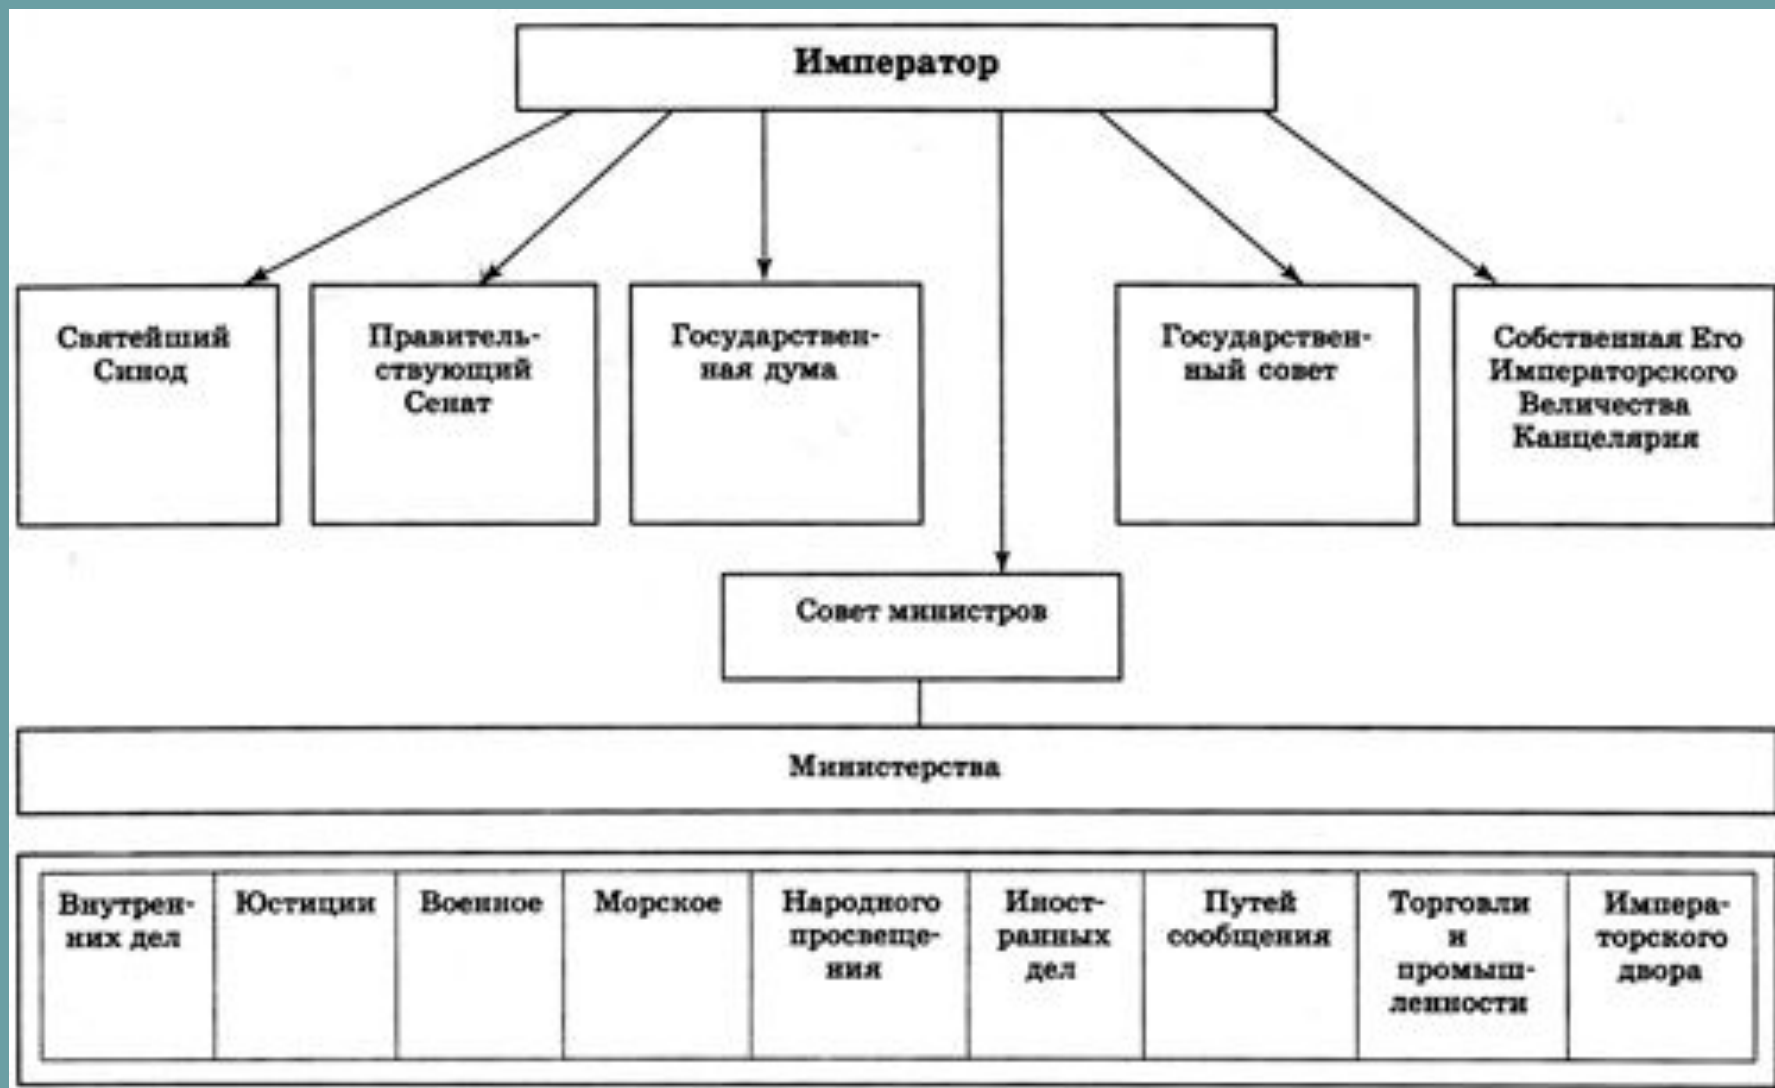 Император
Святейший
Синод
Правитель-
ствующий
Сенат
Государствен-
ная дума
Государствен-
ный совет
Собственная Его
Императорского
Величества
Канцелярия
Совет министров
Министерства
Внутрен-
них дел
Юстиции
Военное
Морское
Народного
просвеще-
ния
Иност-
ранных
дел
Путей
сообщения
Торговли
и
промыш-
ленности
Импера-
торского
двора